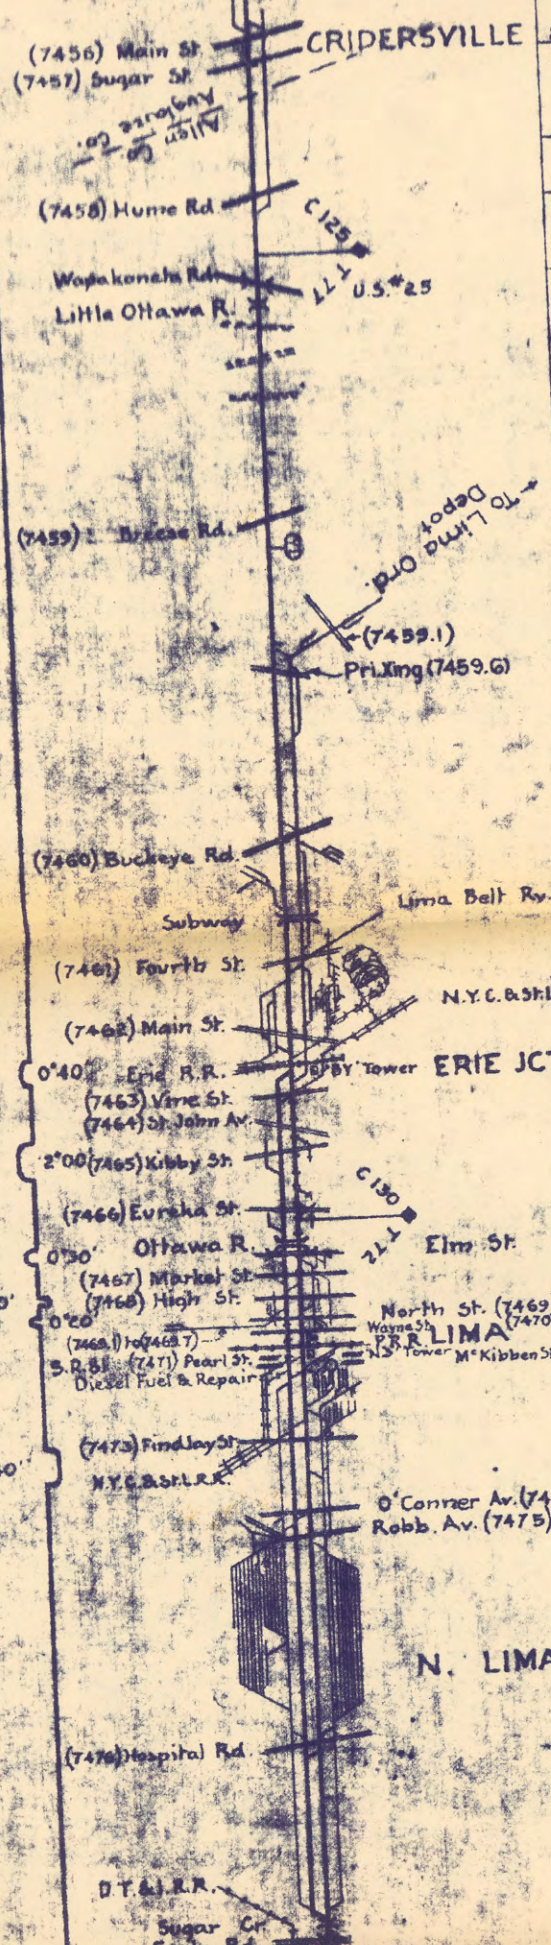 (7456) Main St.
CRIDERSVILLE
(7457) Sugar St.
Allen Co.
Auglaize Co.
(7458) Hume Rd.
C 125
T 77
U.S.#25
Wapakoneta Rd.
Little Ottawa R.
(7459) Breese Rd.
← To Lima Ord.
Depot
(7459.1)
Pri. Xing (7459.6)
(7460) Buckeye Rd.
Lima Belt Ry.
Subway
(7461) Fourth St.
N.Y.C. & St.L
(7462) Main St.
0°40' Erie R.R.
Tower ERIE JCT
(7463) Vine St.
(7464) St. John Av.
2°00' (7465) Kibby St.
C 130
T 72
(7466) Eureka St.
Elm St.
0°30' Ottawa R.
(7467) Market St.
(7468) High St.
0°20'
North St. (7469
Wayne St. (7470
(7469.1) to (7469.7)
P.R.R. LIMA
NS Tower McKibben St
(7471) Pearl St.
Diesel Fuel & Repair
(7473) Findlay St.
N.Y.C. & St.L.R.R.
O'Conner Av. (74
Robb. Av. (7475)
N. LIMA
(7476) Hospital Rd.
D.T. & I.R.R.
Sugar Cr.
Rd.